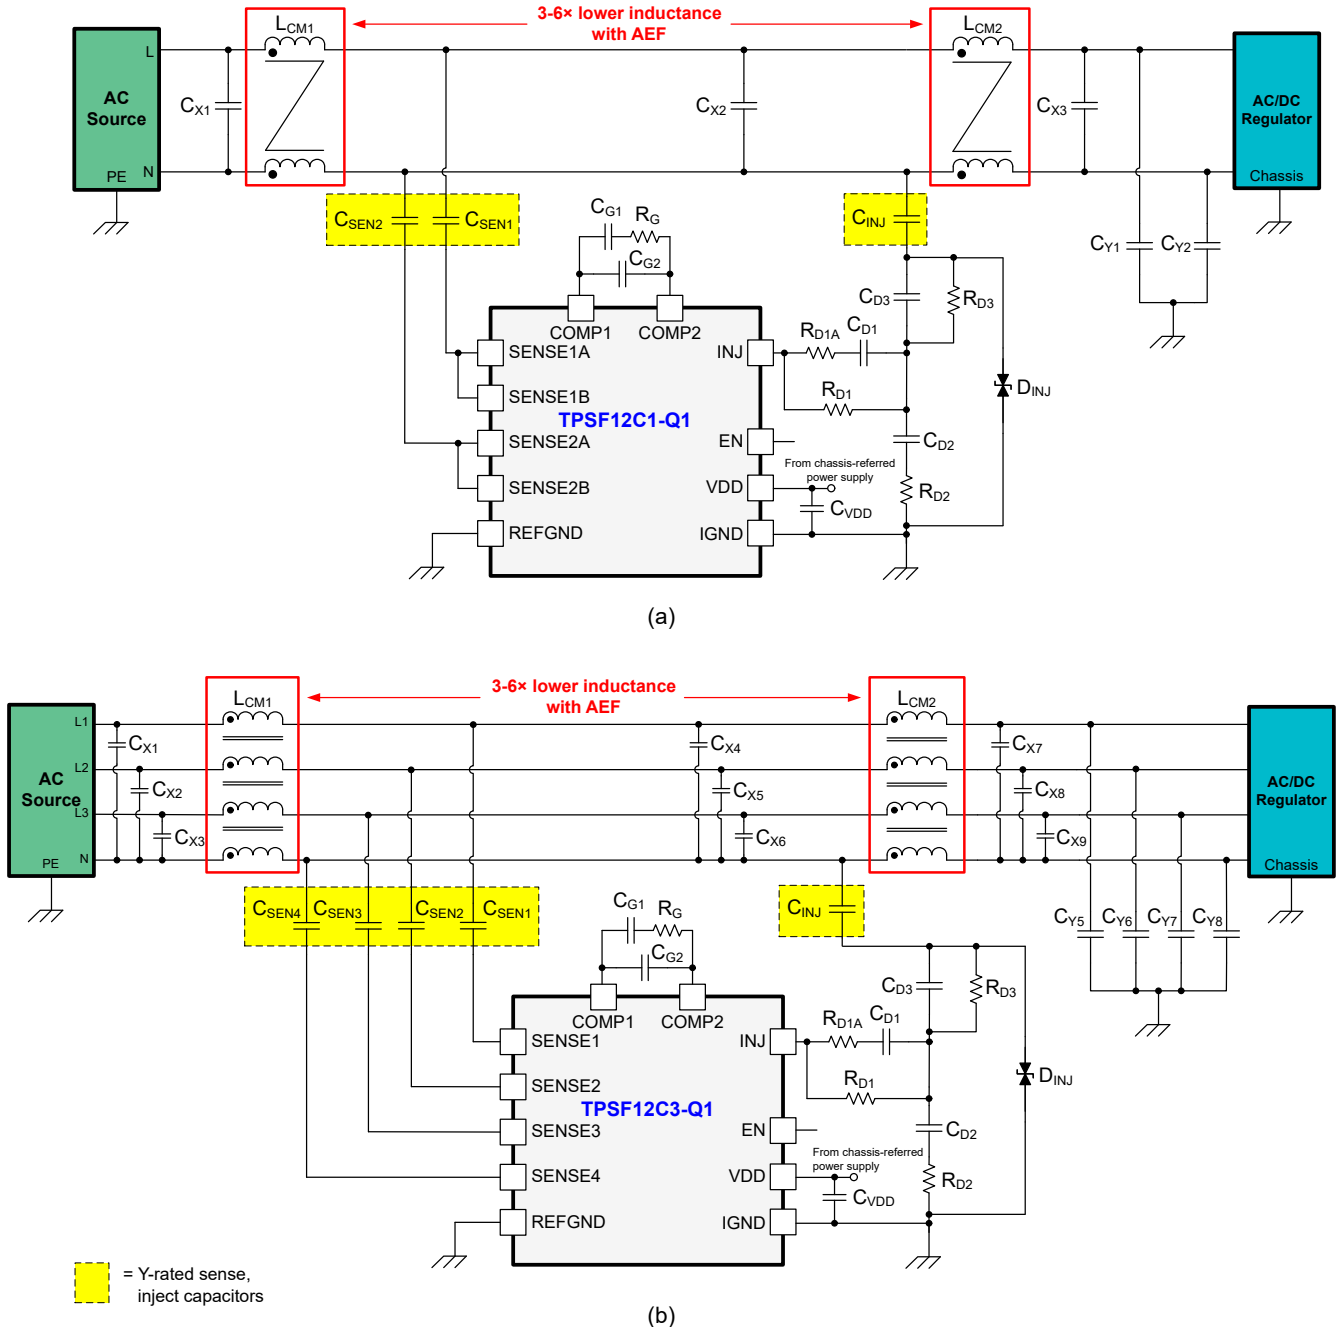 3-6× lower inductance
with AEF
LCM1
LCM2
L
AC
Source
CX1
CX2
CX3
AC/DC
Regulator
PE
N
Chassis
CSEN2
CSEN1
CINJ
CY1
CY2
CG1
RG
CG2
COMP1
COMP2
CD3
RD3
RD1A
CD1
SENSE1A
INJ
DINJ
RD1
SENSE1B
TPSF12C1-Q1
SENSE2A
EN
CD2
From chassis-referred
power supply
SENSE2B
VDD
RD2
CVDD
REFGND
IGND
(a)
3-6× lower inductance
with AEF
LCM1
LCM2
L1
CX1
CX4
CX7
L2
AC
Source
CX2
CX5
CX8
AC/DC
Regulator
L3
CX3
CX6
CX9
PE
N
Chassis
CSEN4
CSEN3
CSEN2
CSEN1
CINJ
CY5
CY6
CY7
CY8
CG1
RG
CG2
COMP1
COMP2
CD3
RD3
RD1A
CD1
SENSE1
INJ
DINJ
RD1
SENSE2
TPSF12C3-Q1
SENSE3
EN
CD2
From chassis-referred
power supply
SENSE4
VDD
RD2
CVDD
REFGND
IGND
= Y-rated sense,
inject capacitors
(b)